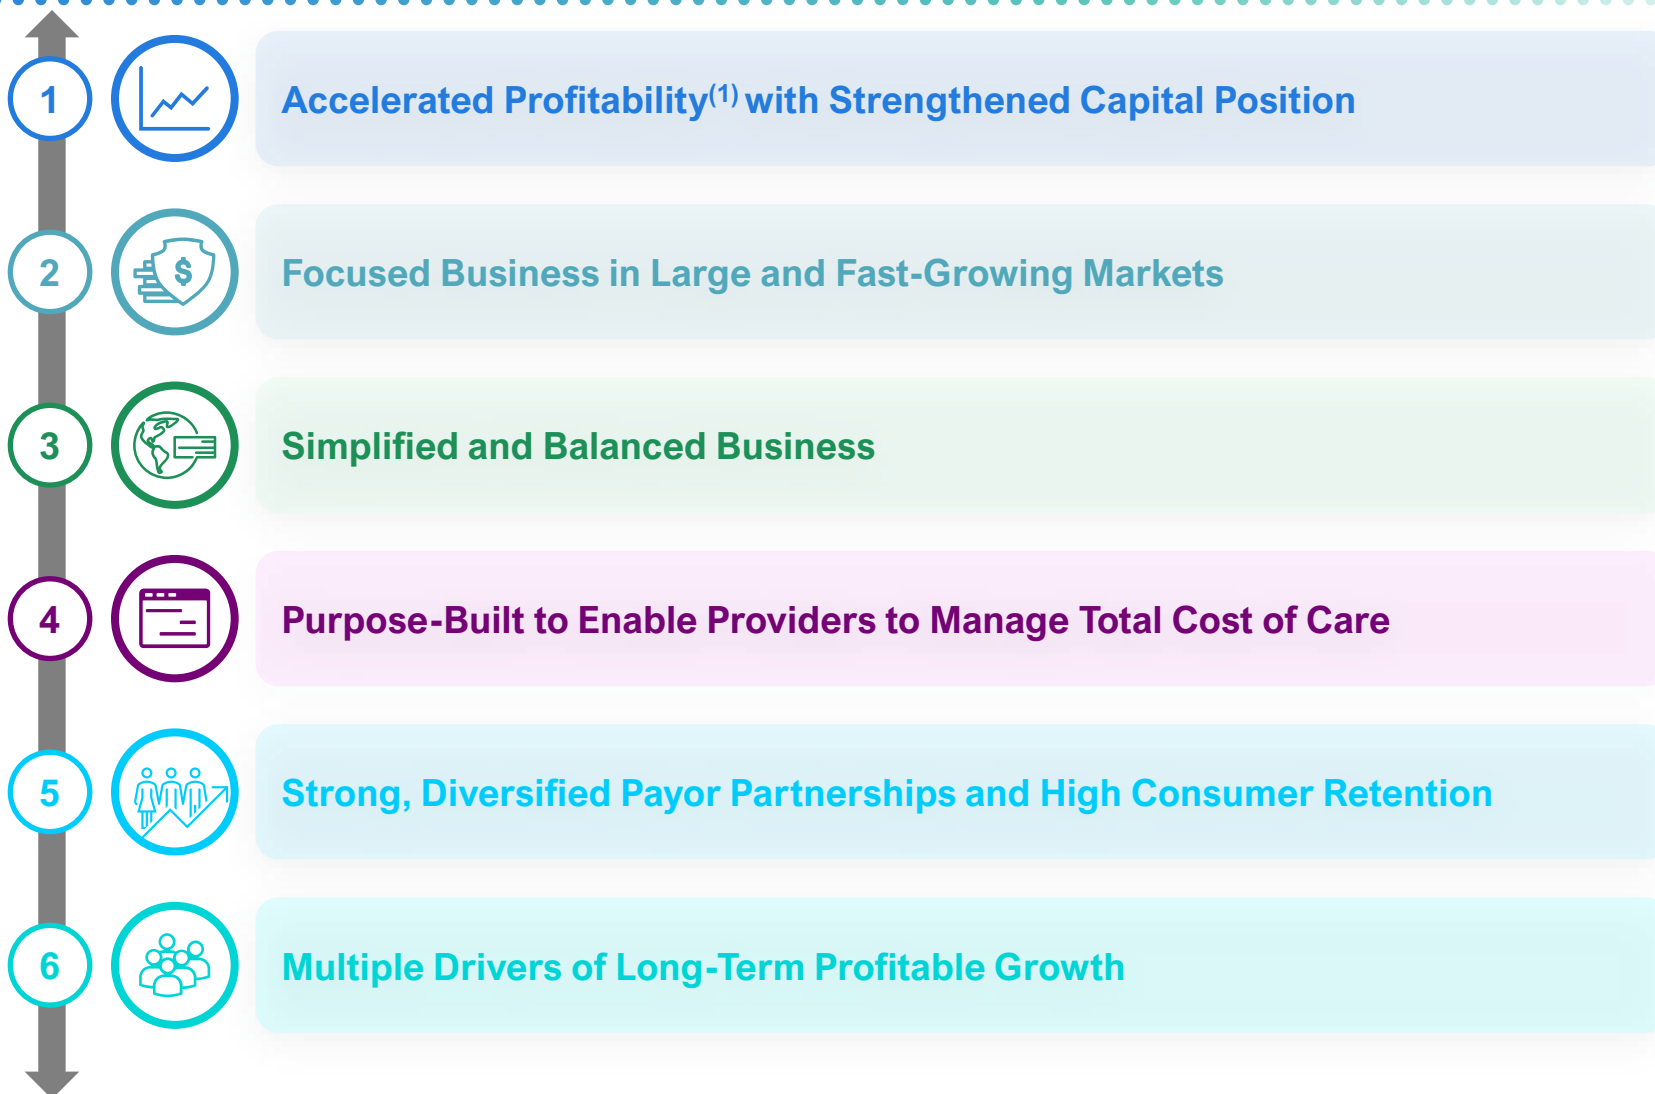 1
Accelerated Profitability(1) with Strengthened Capital Position
2
$
Focused Business in Large and Fast-Growing Markets
3
Simplified and Balanced Business
4
Purpose-Built to Enable Providers to Manage Total Cost of Care
5
Strong, Diversified Payor Partnerships and High Consumer Retention
6
Multiple Drivers of Long-Term Profitable Growth